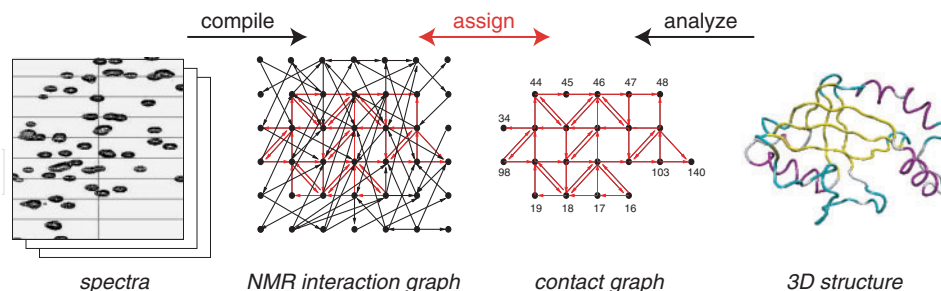 compile
assign
analyze
44 45 46 47 48
34
98
103 140
19 18 17 16
spectra
NMR interaction graph
contact graph
3D structure